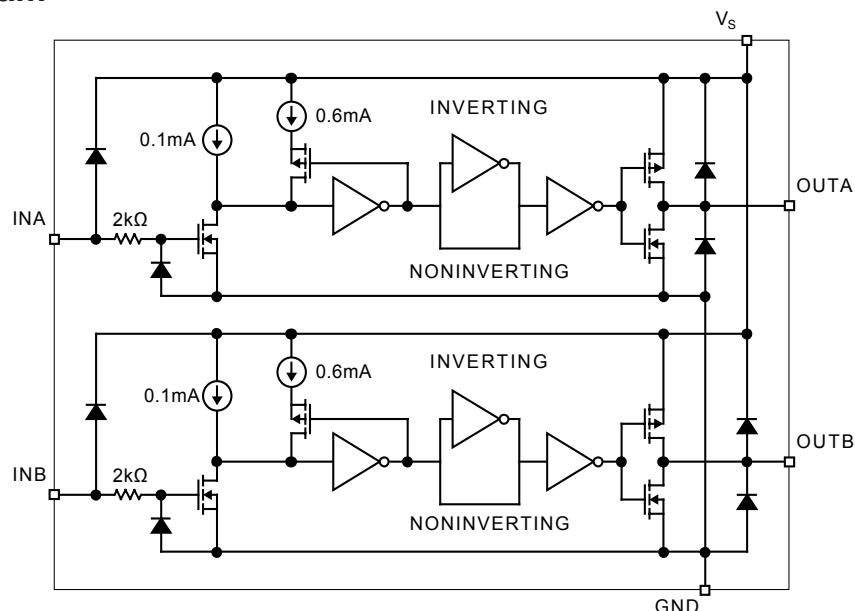 V_S
0.6mA
INVERTING
0.1mA
OUTA
INA
2kΩ
NONINVERTING
INVERTING
0.6mA
0.1mA
OUTB
INB
2kΩ
NONINVERTING
GND